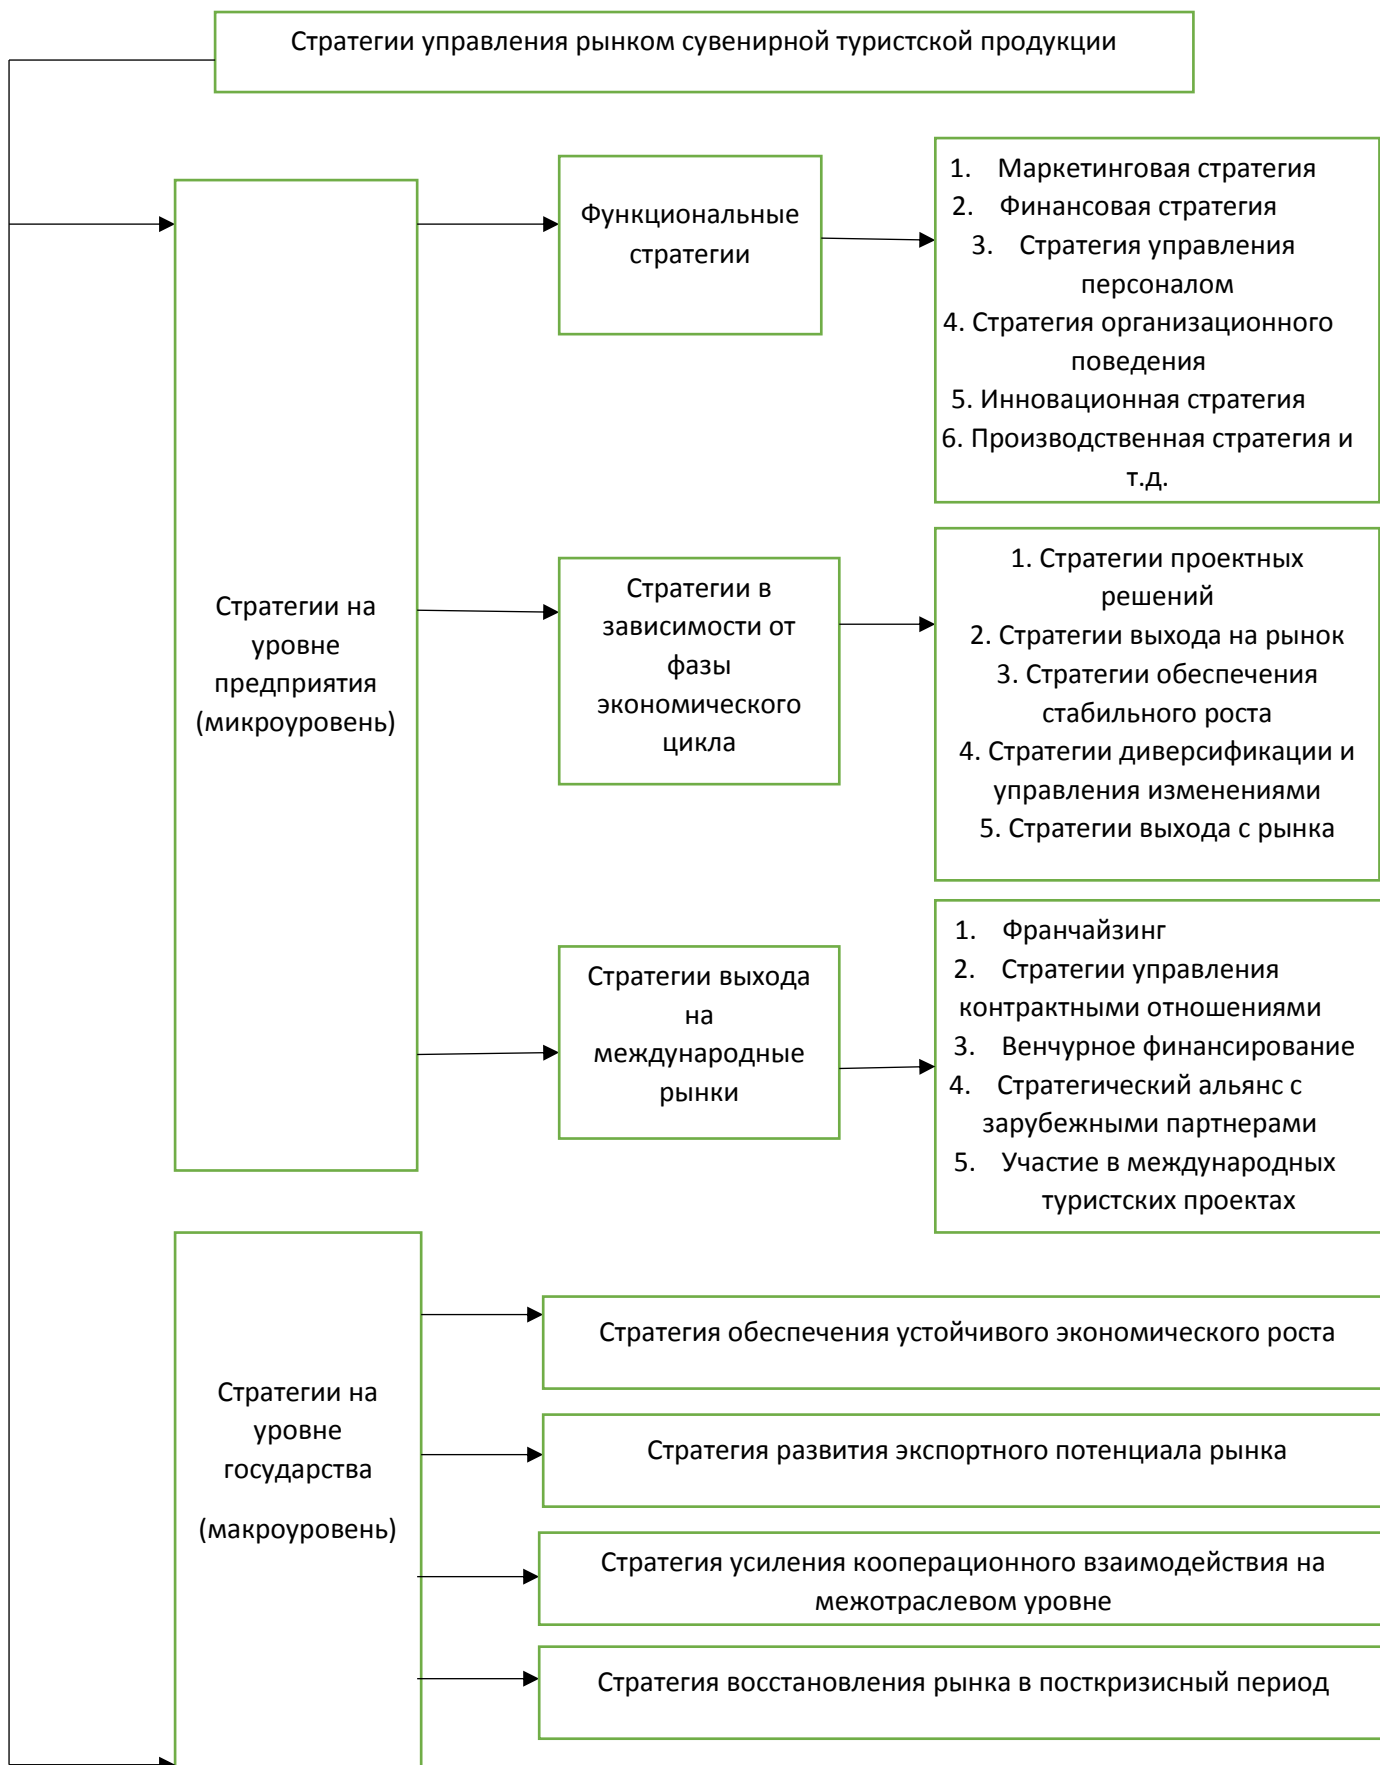 Стратегии управления рынком сувенирной туристской продукции
Стратегии на
уровне
предприятия
(микроуровень)
Функциональные
стратегии
1. Маркетинговая стратегия
2. Финансовая стратегия
3. Стратегия управления
персоналом
4. Стратегия организационного
поведения
5. Инновационная стратегия
6. Производственная стратегия и
т.д.
Стратегии в
зависимости от
фазы
экономического
цикла
1. Стратегии проектных
решений
2. Стратегии выхода на рынок
3. Стратегии обеспечения
стабильного роста
4. Стратегии диверсификации и
управления изменениями
5. Стратегии выхода с рынка
Стратегии выхода
на
международные
рынки
1. Франчайзинг
2. Стратегии управления
контрактными отношениями
3. Венчурное финансирование
4. Стратегический альянс с
зарубежными партнерами
5. Участие в международных
туристских проектах
Стратегии на
уровне
государства
(макроуровень)
Стратегия обеспечения устойчивого экономического роста
Стратегия развития экспортного потенциала рынка
Стратегия усиления кооперационного взаимодействия на
межотраслевом уровне
Стратегия восстановления рынка в посткризисный период